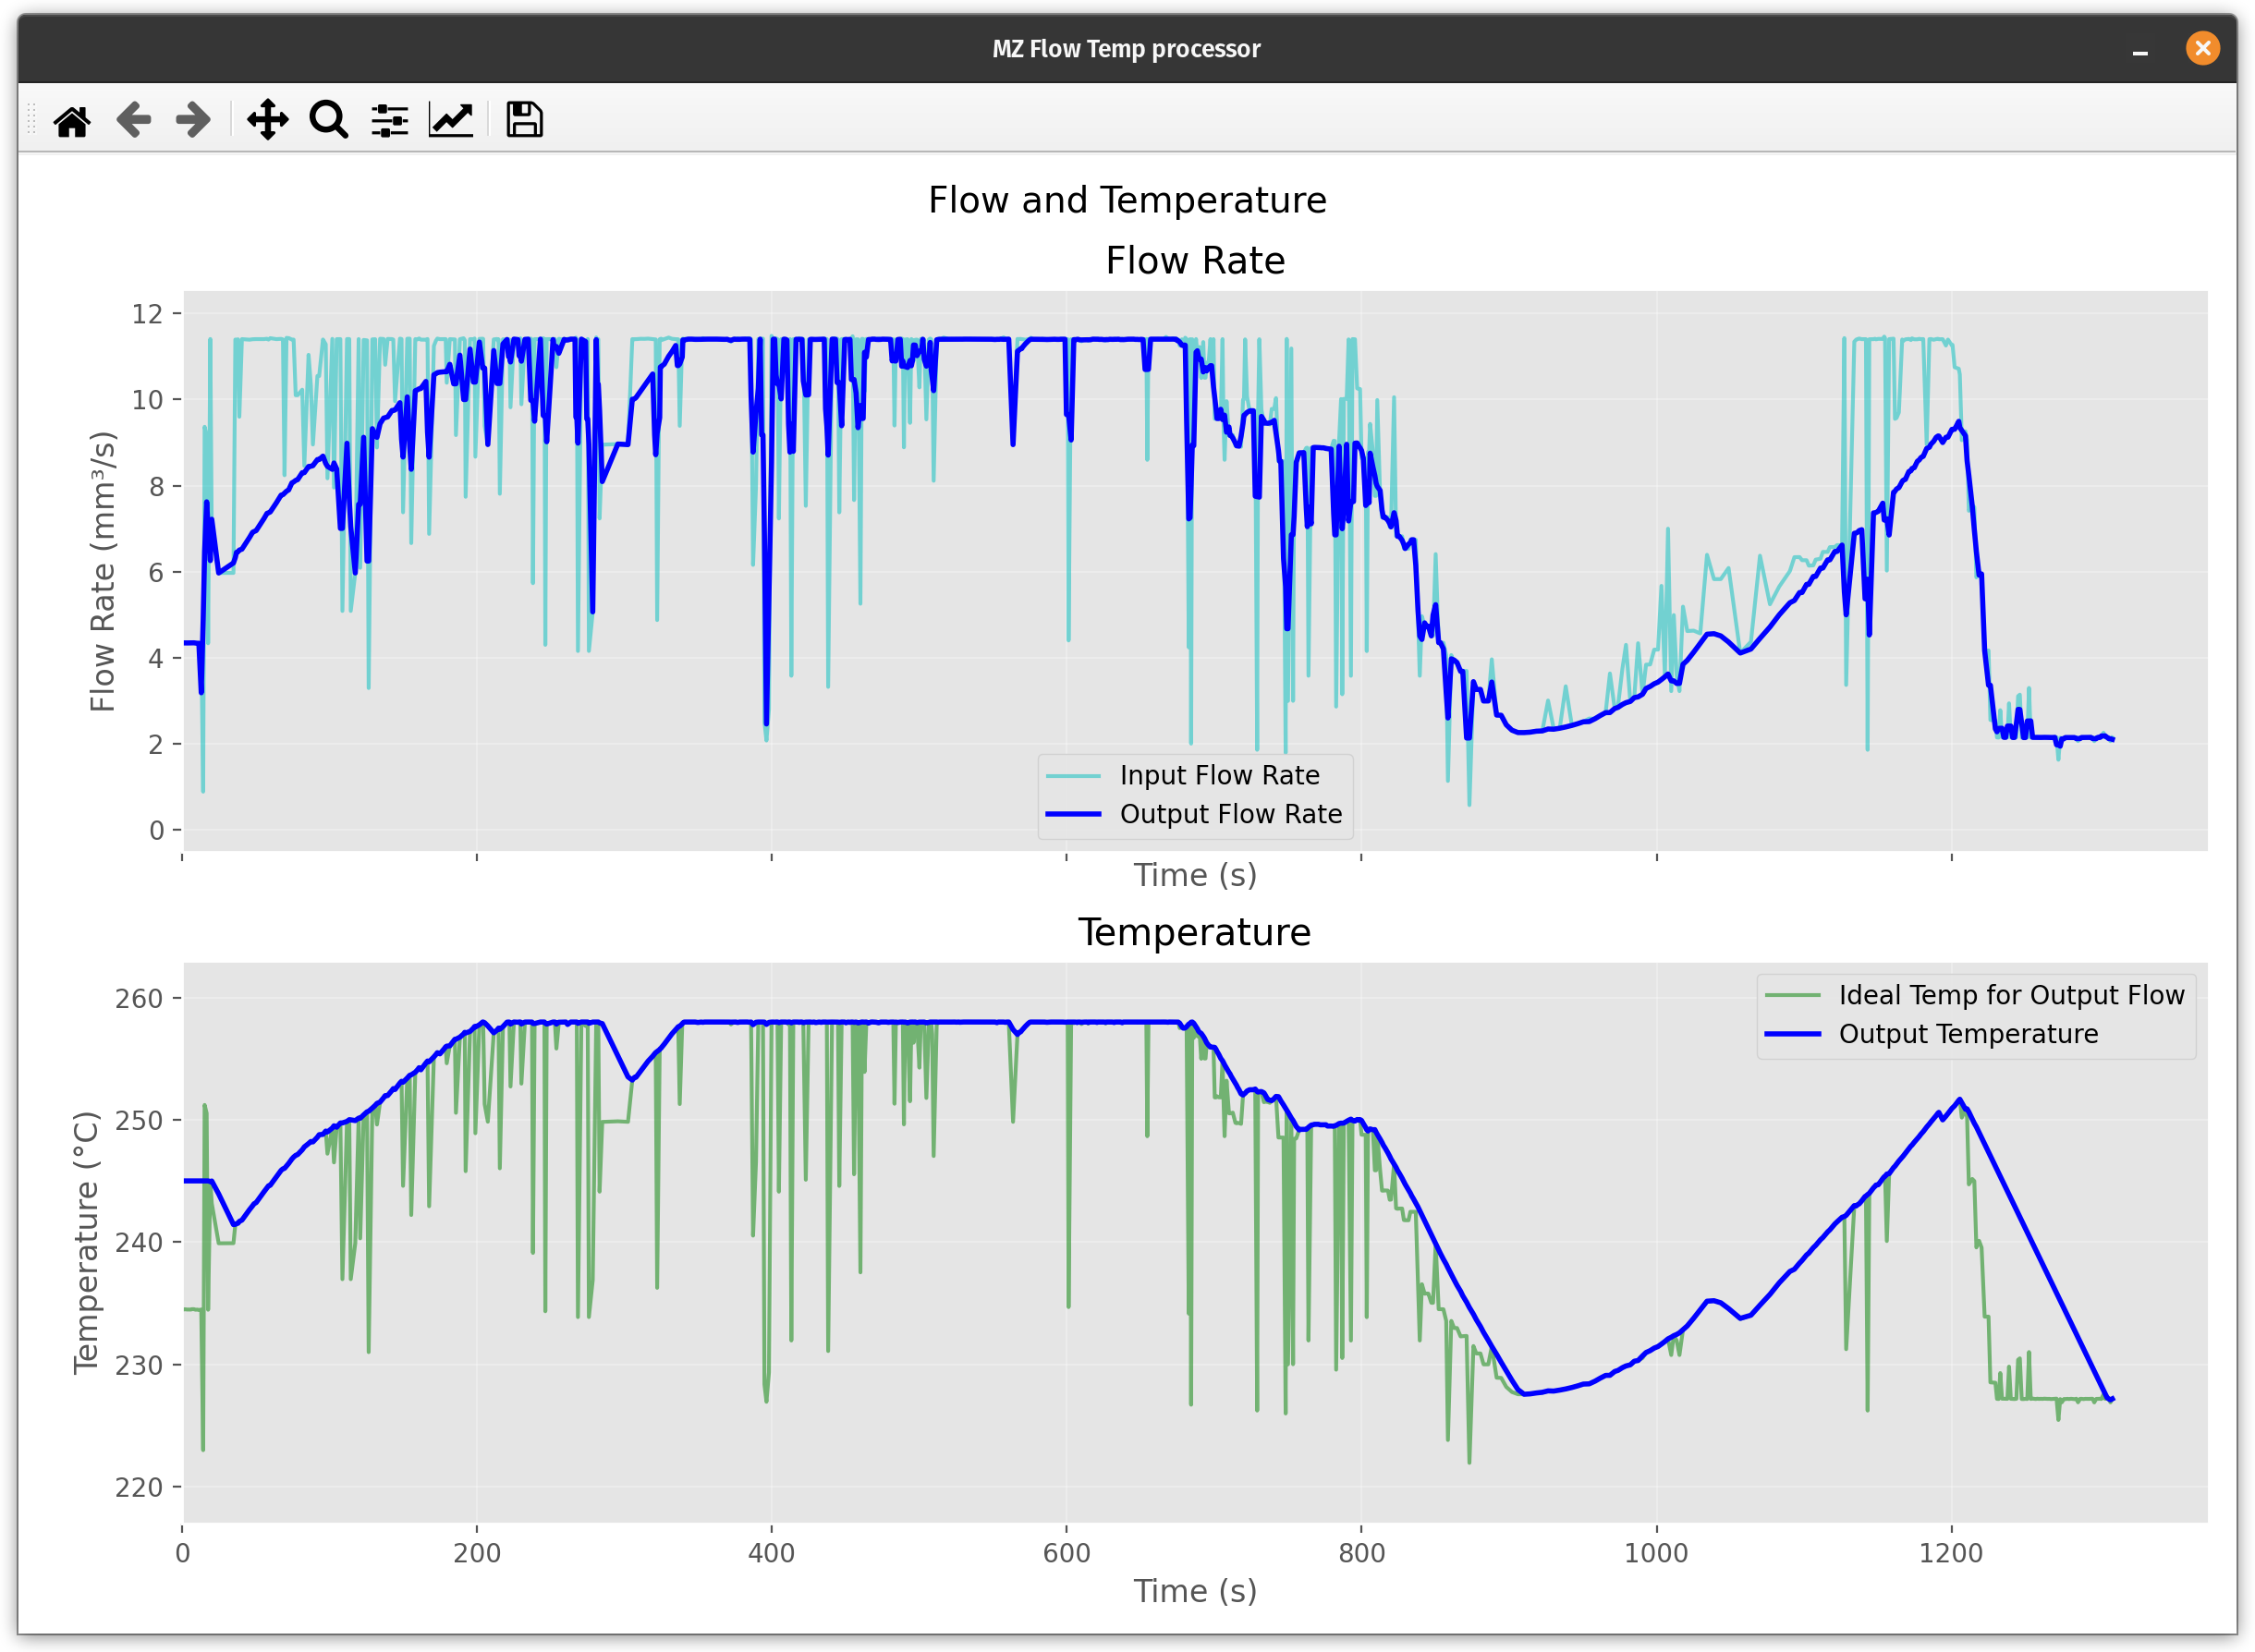 MZ Flow Temp processor
Flow and Temperature
Flow Rate
12
10
8
6
4
2
0
Flow Rate (mm³/s)
Input Flow Rate
Output Flow Rate
Time (s)
Temperature
260
250
240
230
220
Temperature (°C)
Ideal Temp for Output Flow
Output Temperature
0 200 400 600 800 1000 1200
Time (s)